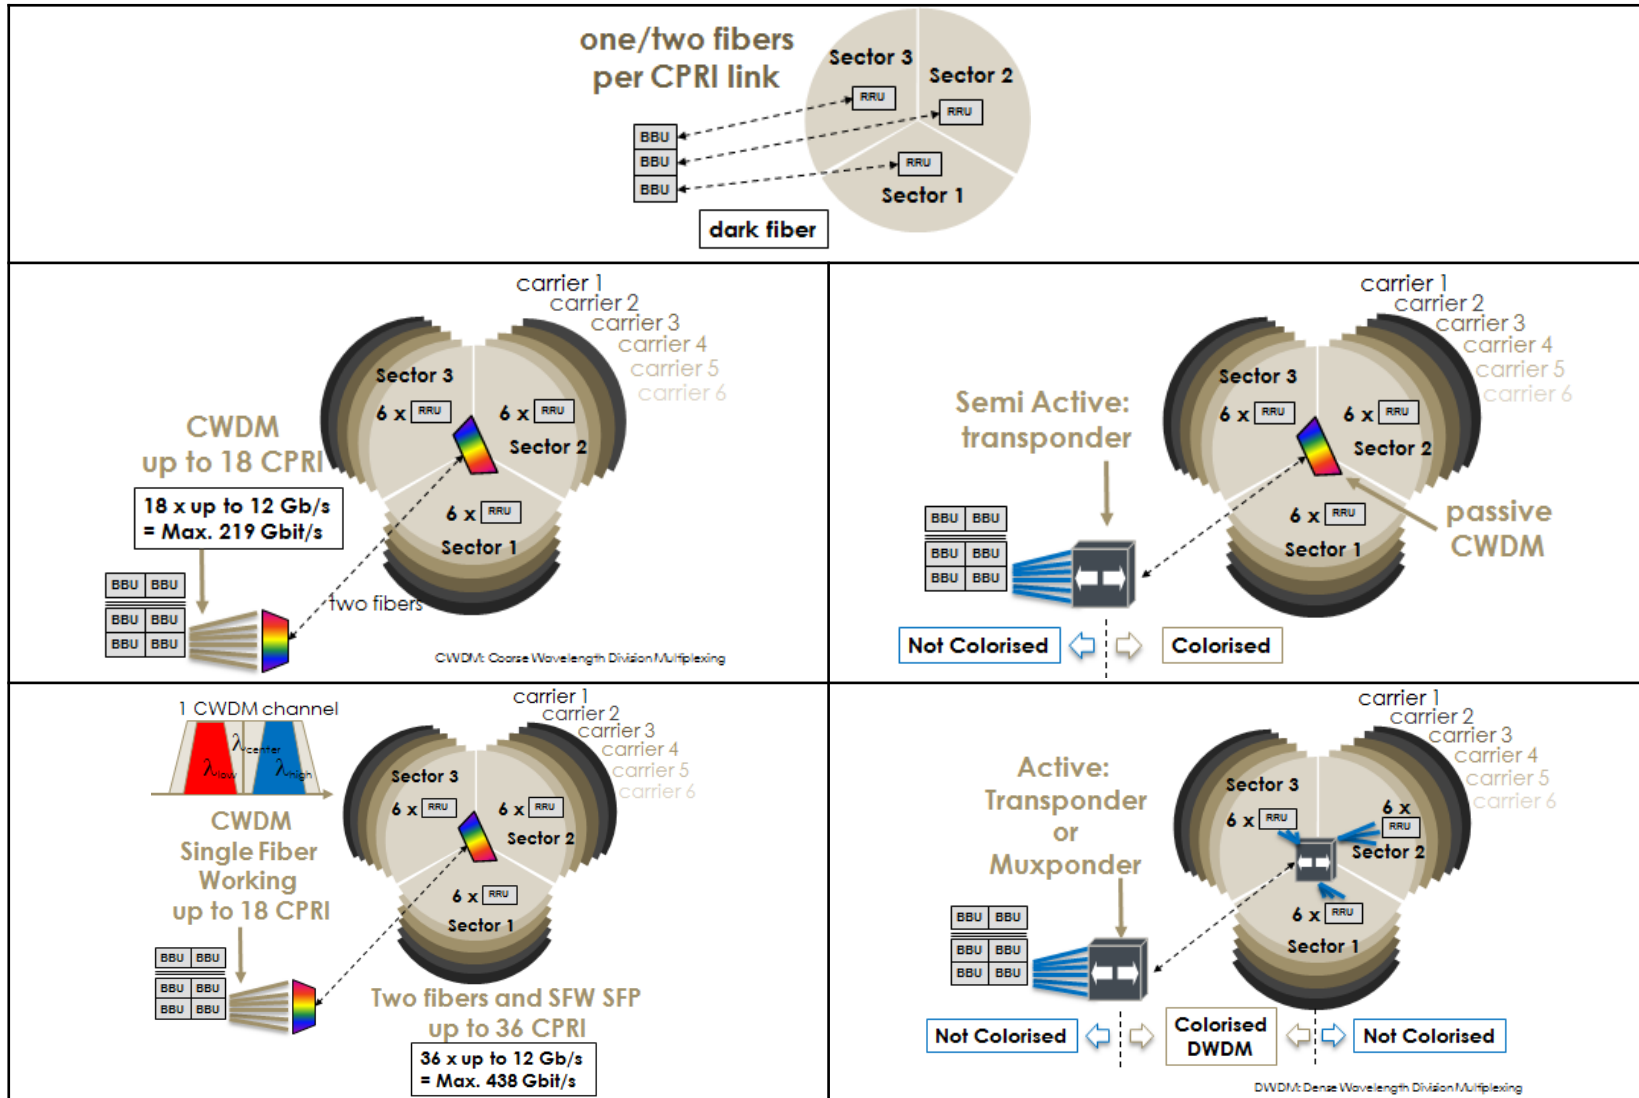 one/two fibers
per CPRI link
Sector 3
Sector 2
RRU
RRU
BBU
BBU
BBU
RRU
Sector 1
dark fiber
carrier 1
carrier 2
carrier 3
carrier 4
carrier 5
carrier 6
Sector 3
6 x RRU
6 x RRU
Sector 2
CWDM
up to 18 CPRI
18 x up to 12 Gb/s
= Max. 219 Gbit/s
6 x RRU
Sector 1
BBU BBU
BBU BBU
BBU BBU
two fibers
CWDM: Coarse Wavelength Division Multiplexing
carrier 1
carrier 2
carrier 3
carrier 4
carrier 5
carrier 6
Sector 3
6 x RRU
6 x RRU
Sector 2
Semi Active:
transponder
6 x RRU
Sector 1
passive
CWDM
BBU BBU
BBU BBU
BBU BBU
Not Colorised
Colorised
1 CWDM channel
λcenter
λlow
λhigh
carrier 1
carrier 2
carrier 3
carrier 4
carrier 5
carrier 6
Sector 3
6 x RRU
6 x RRU
Sector 2
CWDM
Single Fiber
Working
up to 18 CPRI
6 x RRU
Sector 1
BBU BBU
BBU BBU
BBU BBU
Two fibers and SFW SFP
up to 36 CPRI
36 x up to 12 Gb/s
= Max. 438 Gbit/s
carrier 1
carrier 2
carrier 3
carrier 4
carrier 5
carrier 6
Sector 3
6 x RRU
6 x
RRU
Sector 2
Active:
Transponder
or
Muxponder
6 x RRU
Sector 1
BBU BBU
BBU BBU
BBU BBU
Not Colorised
Colorised
DWDM
Not Colorised
DWDM: Dense Wavelength Division Multiplexing